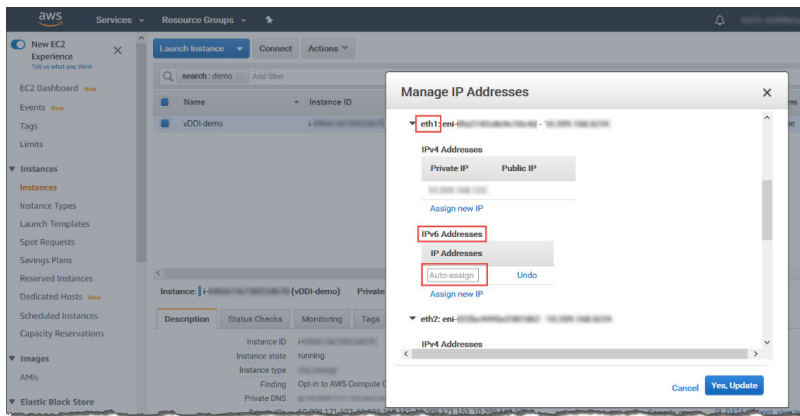 aws Services Resource Groups
New EC2 Experience
Tell us what you think
EC2 Dashboard New
Events New
Tags
Limits
Instances
Instances
Instance Types
Launch Templates
Spot Requests
Savings Plans
Reserved Instances
Dedicated Hosts New
Scheduled Instances
Capacity Reservations
Images
AMIs
Elastic Block Store
Launch Instance Connect Actions
search : demo Add filter
Name Instance ID
vDDI-demo i-
Instance: i- (vDDI-demo) Private
Description Status Checks Monitoring Tags
Instance ID
Instance state running
Instance type
Finding Opt-in to AWS Compute
Private DNS
Manage IP Addresses
eth1: eni-
IPv4 Addresses
Private IP Public IP
Assign new IP
IPv6 Addresses
IP Addresses
Auto-assign Undo
Assign new IP
eth2: eni-
IPv4 Addresses
Cancel Yes, Update